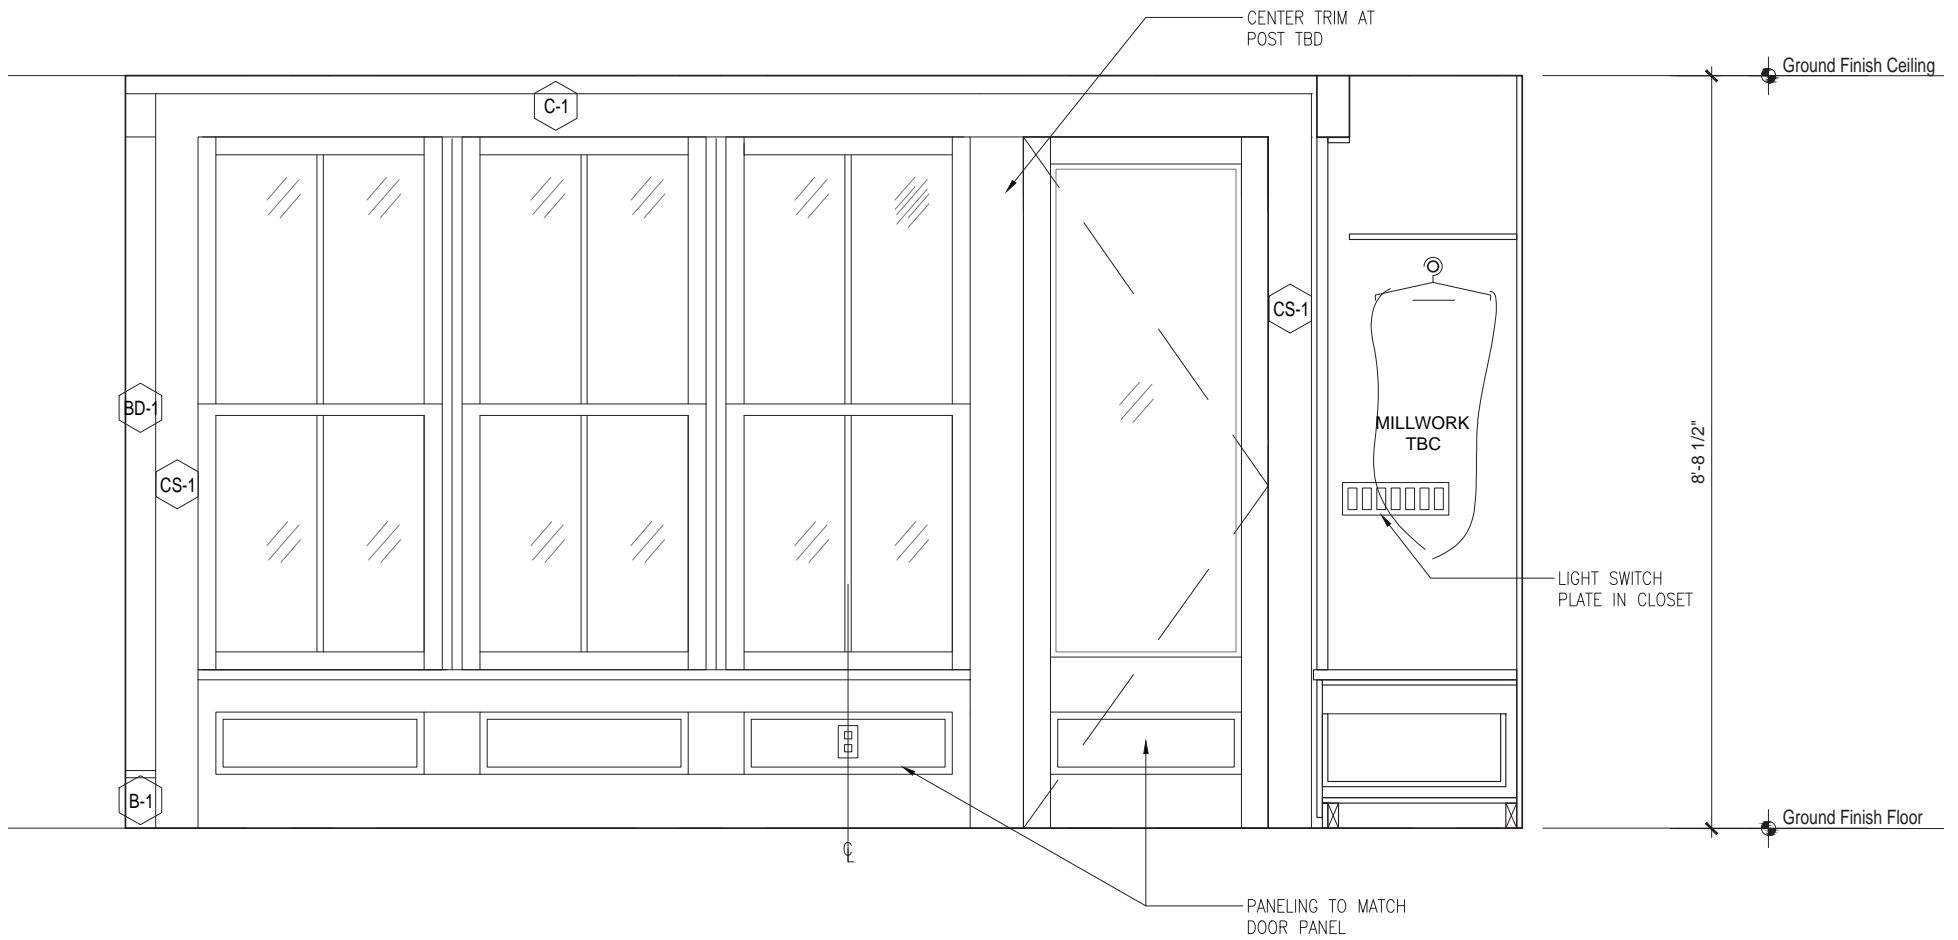 CENTER TRIM AT
POST TBD
Ground Finish Ceiling
C-1
CS-1
BD-1
MILLWORK
TBC
8'-8 1/2"
CS-1
LIGHT SWITCH
PLATE IN CLOSET
B-1
Ground Finish Floor
℄
PANELING TO MATCH
DOOR PANEL